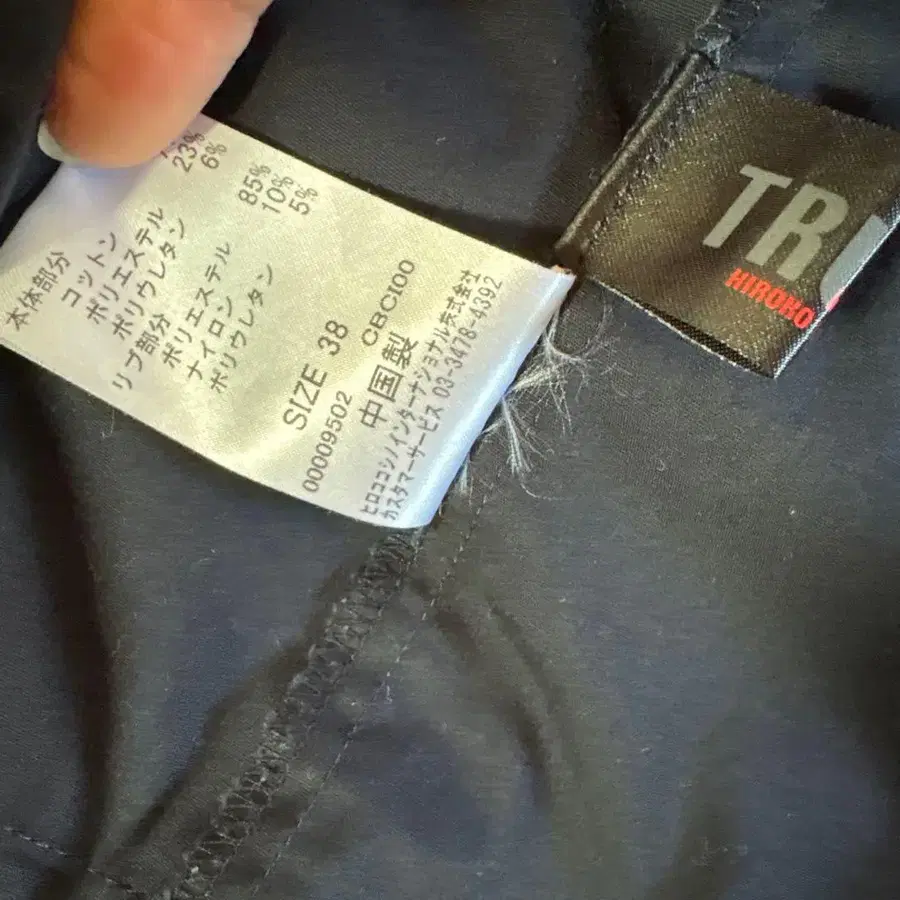 本体部分
コットン
ポリエステル 23%
ポリウレタン 6%
リブ部分
ポリエステル 85%
ナイロン 10%
ポリウレタン 5%
SIZE 38
00009502 CBC100
中国製
ヒロココシノインターナショナル株式会社
カスタマーサービス 03-3478-4392
TR
HIROKO